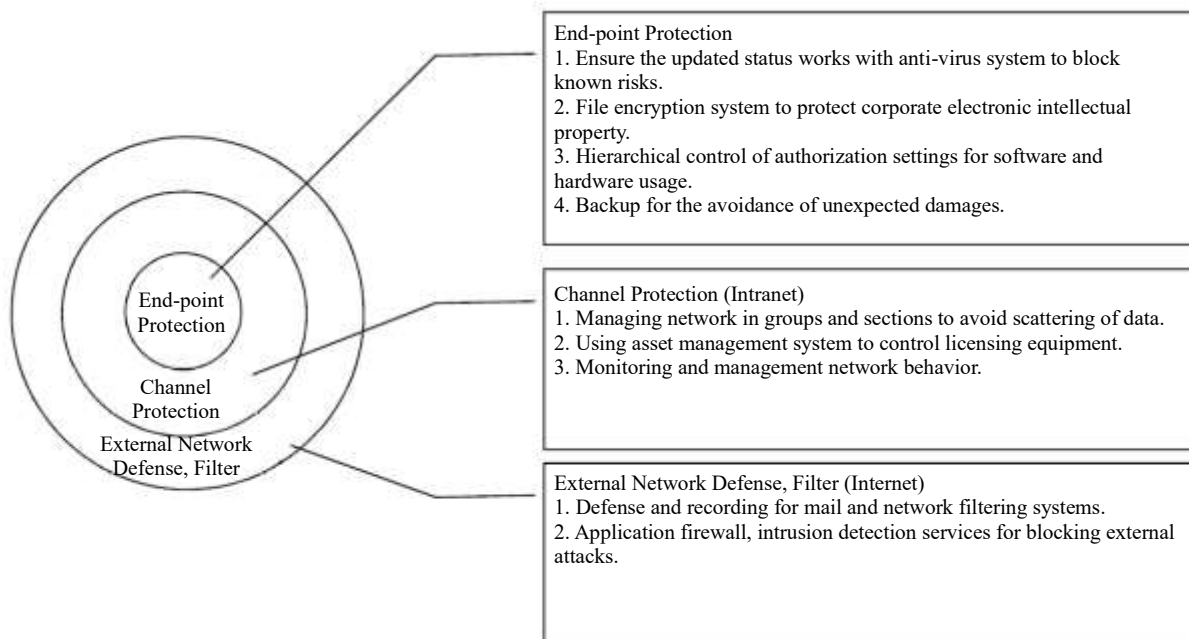 End-point Protection
1. Ensure the updated status works with anti-virus system to block
known risks.
2. File encryption system to protect corporate electronic intellectual
property.
3. Hierarchical control of authorization settings for software and
hardware usage.
4. Backup for the avoidance of unexpected damages.
End-point
Protection
Channel
Protection
External Network
Defense, Filter
Channel Protection (Intranet)
1. Managing network in groups and sections to avoid scattering of data.
2. Using asset management system to control licensing equipment.
3. Monitoring and management network behavior.
External Network Defense, Filter (Internet)
1. Defense and recording for mail and network filtering systems.
2. Application firewall, intrusion detection services for blocking external
attacks.